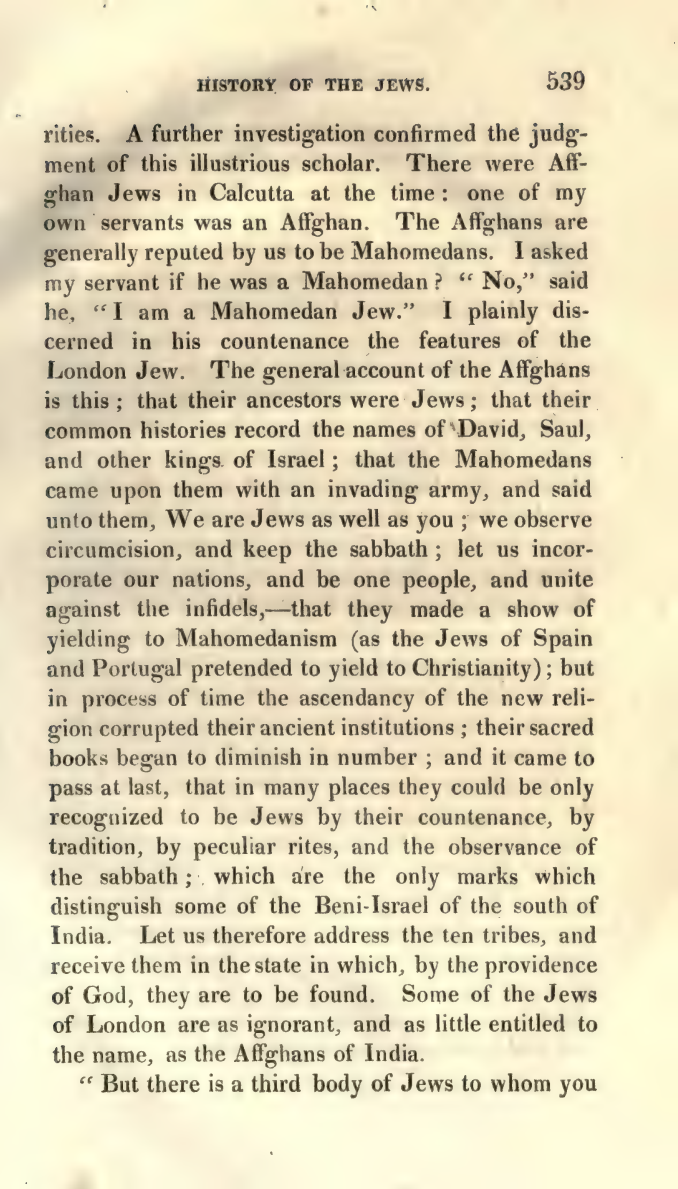 HISTORY OF THE JEWS. 539
rities. A further investigation confirmed the judg-
ment of this illustrious scholar. There were Aff-
ghan Jews in Calcutta at the time : one of my
own servants was an Affghan. The Affghans are
generally reputed by us to be Mahomedans. I asked
my servant if he was a Mahomedan ? “ No,” said
he, “ I am a Mahomedan Jew.” I plainly dis-
cerned in his countenance the features of the
London Jew. The general account of the Affghans
is this ; that their ancestors were Jews ; that their
common histories record the names of David, Saul,
and other kings of Israel ; that the Mahomedans
came upon them with an invading army, and said
unto them, We are Jews as well as you ; we observe
circumcision, and keep the sabbath ; let us incor-
porate our nations, and be one people, and unite
against the infidels,—that they made a show of
yielding to Mahomedanism (as the Jews of Spain
and Portugal pretended to yield to Christianity) ; but
in process of time the ascendancy of the new reli-
gion corrupted their ancient institutions ; their sacred
books began to diminish in number ; and it came to
pass at last, that in many places they could be only
recognized to be Jews by their countenance, by
tradition, by peculiar rites, and the observance of
the sabbath ; which are the only marks which
distinguish some of the Beni-Israel of the south of
India. Let us therefore address the ten tribes, and
receive them in the state in which, by the providence
of God, they are to be found. Some of the Jews
of London are as ignorant, and as little entitled to
the name, as the Affghans of India.
“ But there is a third body of Jews to whom you